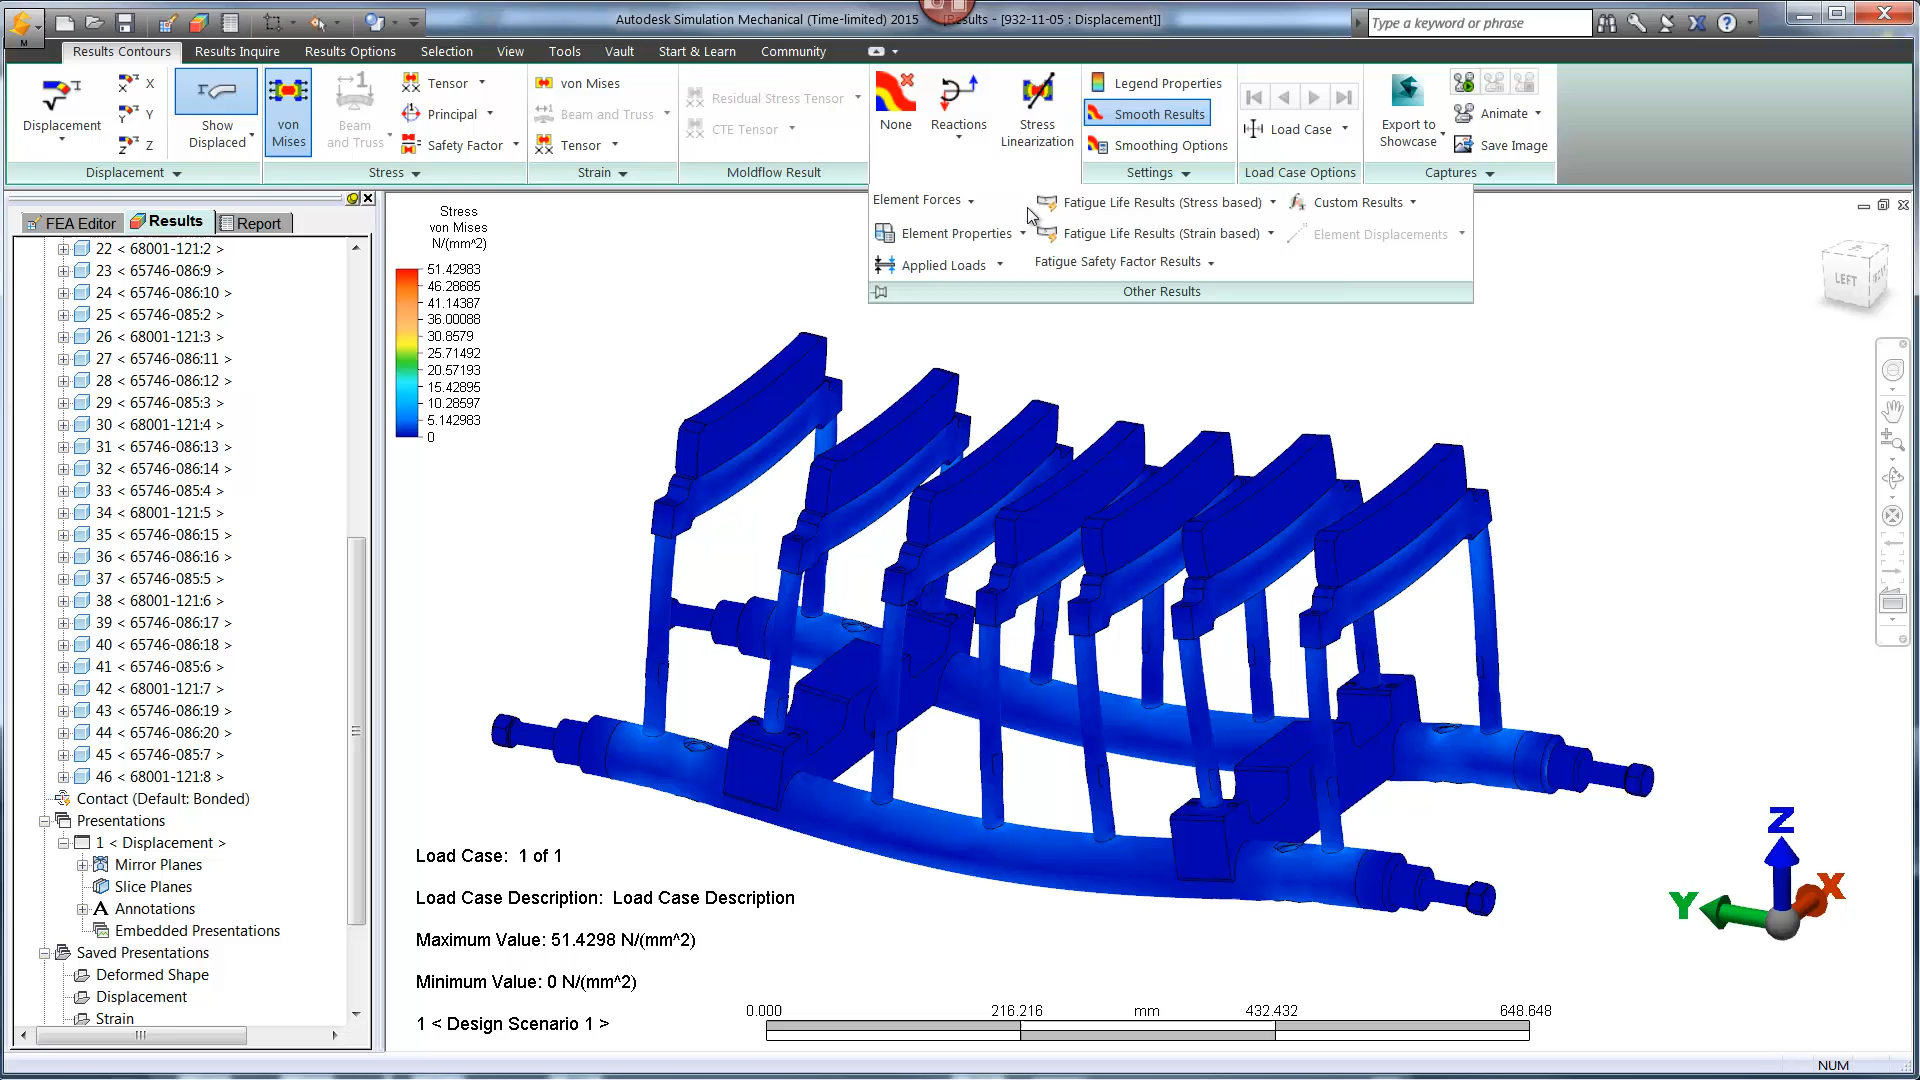 Autodesk Simulation Mechanical (Time-limited) 2015
[Results - [932-11-05 : Displacement]]
Type a keyword or phrase
M
Results Contours
Results Inquire
Results Options
Selection
View
Tools
Vault
Start & Learn
Community
Displacement
X
Y
Z
Show Displaced
von Mises
Beam and Truss
Tensor
Principal
Safety Factor
von Mises
Beam and Truss
Tensor
Residual Stress Tensor
CTE Tensor
None
Reactions
Stress Linearization
Legend Properties
Smooth Results
Smoothing Options
Load Case
Export to Showcase
Animate
Save Image
Displacement
Stress
Strain
Moldflow Result
Settings
Load Case Options
Captures
Element Forces
Element Properties
Applied Loads
Fatigue Life Results (Stress based)
Fatigue Life Results (Strain based)
Fatigue Safety Factor Results
Custom Results
Element Displacements
Other Results
FEA Editor
Results
Report
22 < 68001-121:2 >
23 < 65746-086:9 >
24 < 65746-086:10 >
25 < 65746-085:2 >
26 < 68001-121:3 >
27 < 65746-086:11 >
28 < 65746-086:12 >
29 < 65746-085:3 >
30 < 68001-121:4 >
31 < 65746-086:13 >
32 < 65746-086:14 >
33 < 65746-085:4 >
34 < 68001-121:5 >
35 < 65746-086:15 >
36 < 65746-086:16 >
37 < 65746-085:5 >
38 < 68001-121:6 >
39 < 65746-086:17 >
40 < 65746-086:18 >
41 < 65746-085:6 >
42 < 68001-121:7 >
43 < 65746-086:19 >
44 < 65746-086:20 >
45 < 65746-085:7 >
46 < 68001-121:8 >
Contact (Default: Bonded)
Presentations
1 < Displacement >
Mirror Planes
Slice Planes
Annotations
Embedded Presentations
Saved Presentations
Deformed Shape
Displacement
Strain
Stress
von Mises
N/(mm^2)
51.42983
46.28685
41.14387
36.00088
30.8579
25.71492
20.57193
15.42895
10.28597
5.142983
0
LEFT
Load Case: 1 of 1
Load Case Description: Load Case Description
Maximum Value: 51.4298 N/(mm^2)
Minimum Value: 0 N/(mm^2)
1 < Design Scenario 1 >
0.000
216.216
mm
432.432
648.648
Z
Y
X
NUM